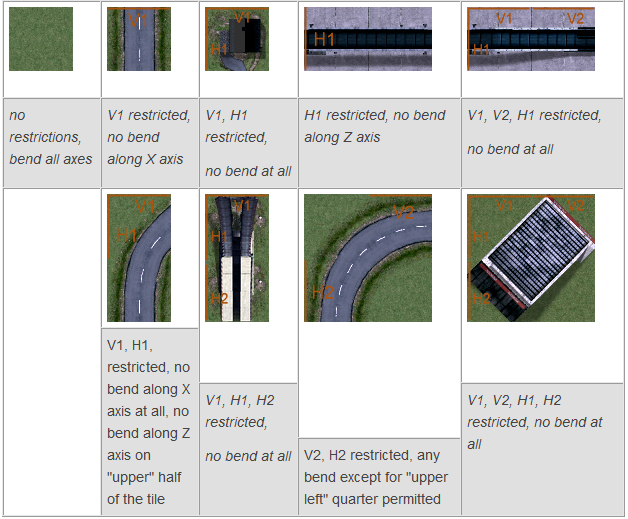 V1
V1
V1 V2
H1
H1
H1
no
restrictions,
bend all axes
V1 restricted,
no bend
along X axis
V1, H1
restricted,
no bend at all
H1 restricted, no bend
along Z axis
V1, V2, H1 restricted,
no bend at all
V1
V1
V2
V1 V2
H1
H1
H1
H2
H2
H2
V1, H1,
restricted, no
bend along X
axis at all, no
bend along Z
axis on
"upper" half
of the tile
V1, H1, H2
restricted,
no bend at all
V2, H2 restricted, any
bend except for "upper
left" quarter permitted
V1, V2, H1, H2
restricted, no bend at
all